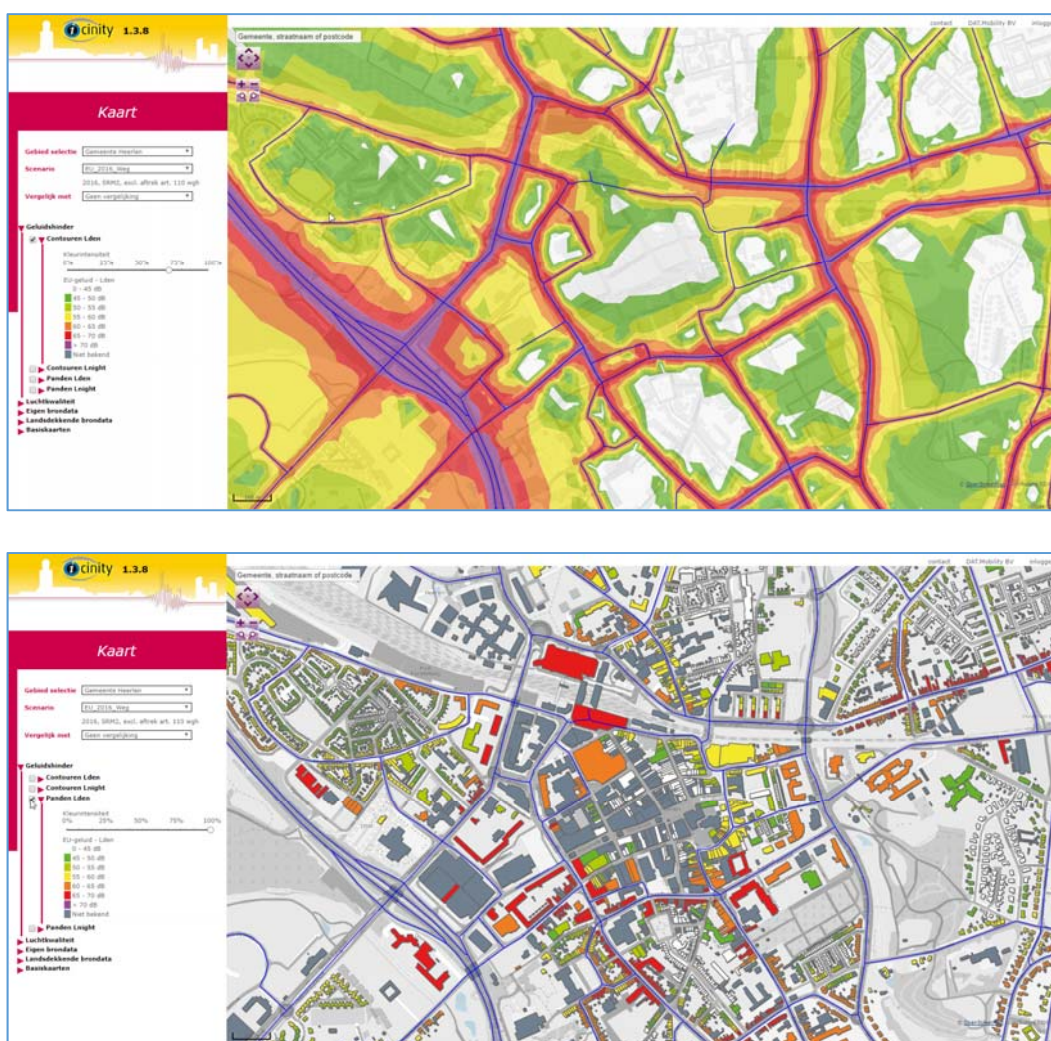 icinity 1.3.8
contact DAT.Mobility BV inlogge
Gemeente, straatnaam of postcode
Kaart
Gebied selectie Gemeente Heerlen
Scenario EU_2016_Weg
2016, SRM2, excl. aftrek art. 110 wgh
Vergelijk met Geen vergelijking
Geluidshinder
Contouren Lden
Kleurintensiteit
0% 25% 50% 75% 100%
EU-geluid - Lden
0 - 45 dB
45 - 50 dB
50 - 55 dB
55 - 60 dB
60 - 65 dB
65 - 70 dB
> 70 dB
Niet bekend
Contouren Lnight
Panden Lden
Panden Lnight
Luchtkwaliteit
Eigen brondata
Landsdekkende brondata
Basiskaarten
© OpenStreetMap
icinity 1.3.8
contact DAT.Mobility BV inlogge
Gemeente, straatnaam of postcode
Kaart
Gebied selectie Gemeente Heerlen
Scenario EU_2016_Weg
2016, SRM2, excl. aftrek art. 110 wgh
Vergelijk met Geen vergelijking
Geluidshinder
Contouren Lden
Contouren Lnight
Panden Lden
Kleurintensiteit
0% 25% 50% 75% 100%
EU-geluid - Lden
0 - 45 dB
45 - 50 dB
50 - 55 dB
55 - 60 dB
60 - 65 dB
65 - 70 dB
> 70 dB
Niet bekend
Panden Lnight
Luchtkwaliteit
Eigen brondata
Landsdekkende brondata
Basiskaarten